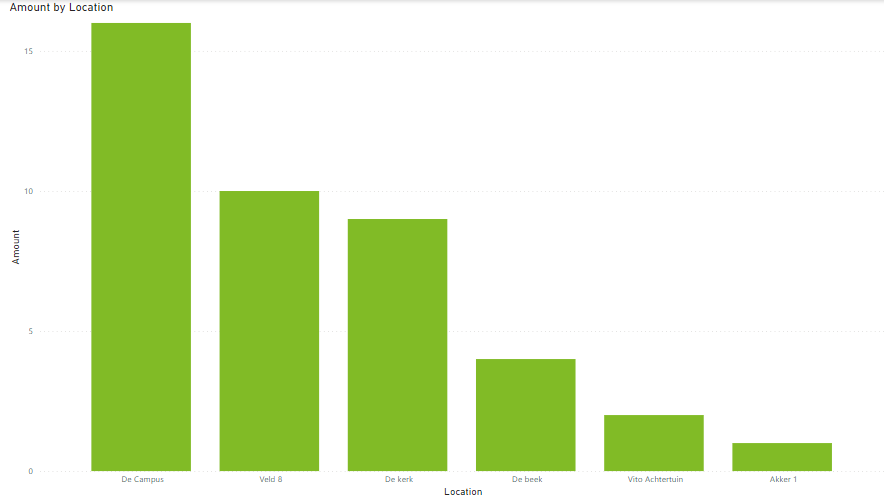 Amount by Location
15
10
5
0
Amount
De Campus
Veld 8
De kerk
De beek
Vito Achtertuin
Akker 1
Location